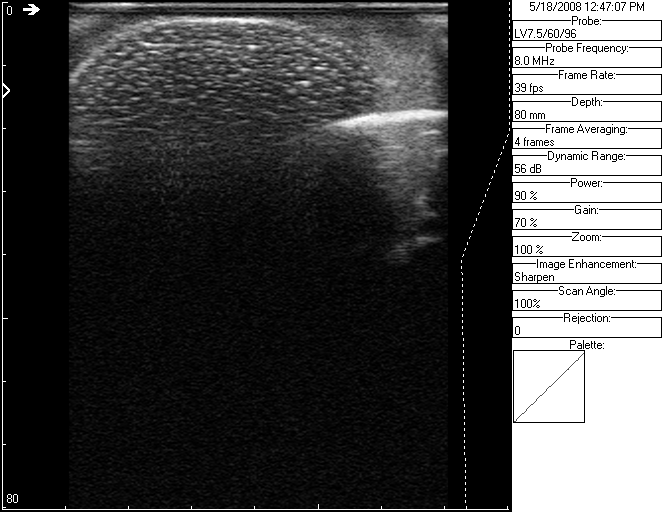 0
80
5/18/2008 12:47:07 PM
Probe:
LV7.5/60/96
Probe Frequency:
8.0 MHz
Frame Rate:
39 fps
Depth:
80 mm
Frame Averaging:
4 frames
Dynamic Range:
56 dB
Power:
90 %
Gain:
70 %
Zoom:
100 %
Image Enhancement:
Sharpen
Scan Angle:
100%
Rejection:
0
Palette: